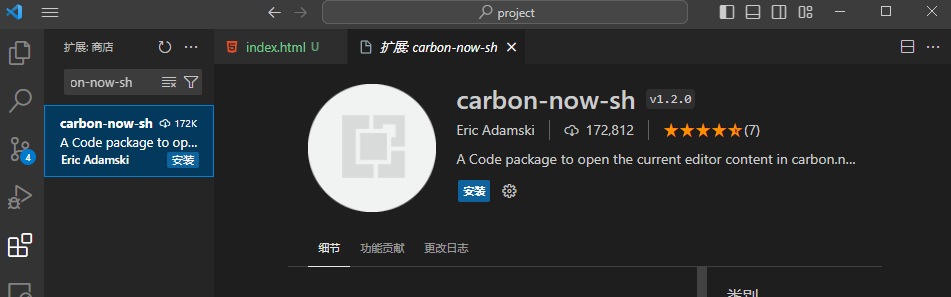 project
扩展: 商店
index.html U
扩展: carbon-now-sh
on-now-sh
carbon-now-sh 172K
A Code package to op...
Eric Adamski 安装
4
carbon-now-sh v1.2.0
Eric Adamski 172,812 (7)
A Code package to open the current editor content in carbon.n...
安装
细节 功能贡献 更改日志
类别